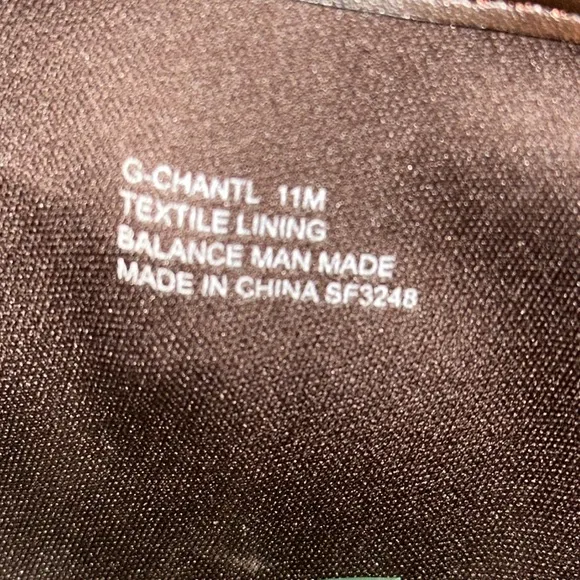 G-CHANTL 11M
TEXTILE LINING
BALANCE MAN MADE
MADE IN CHINA SF3248